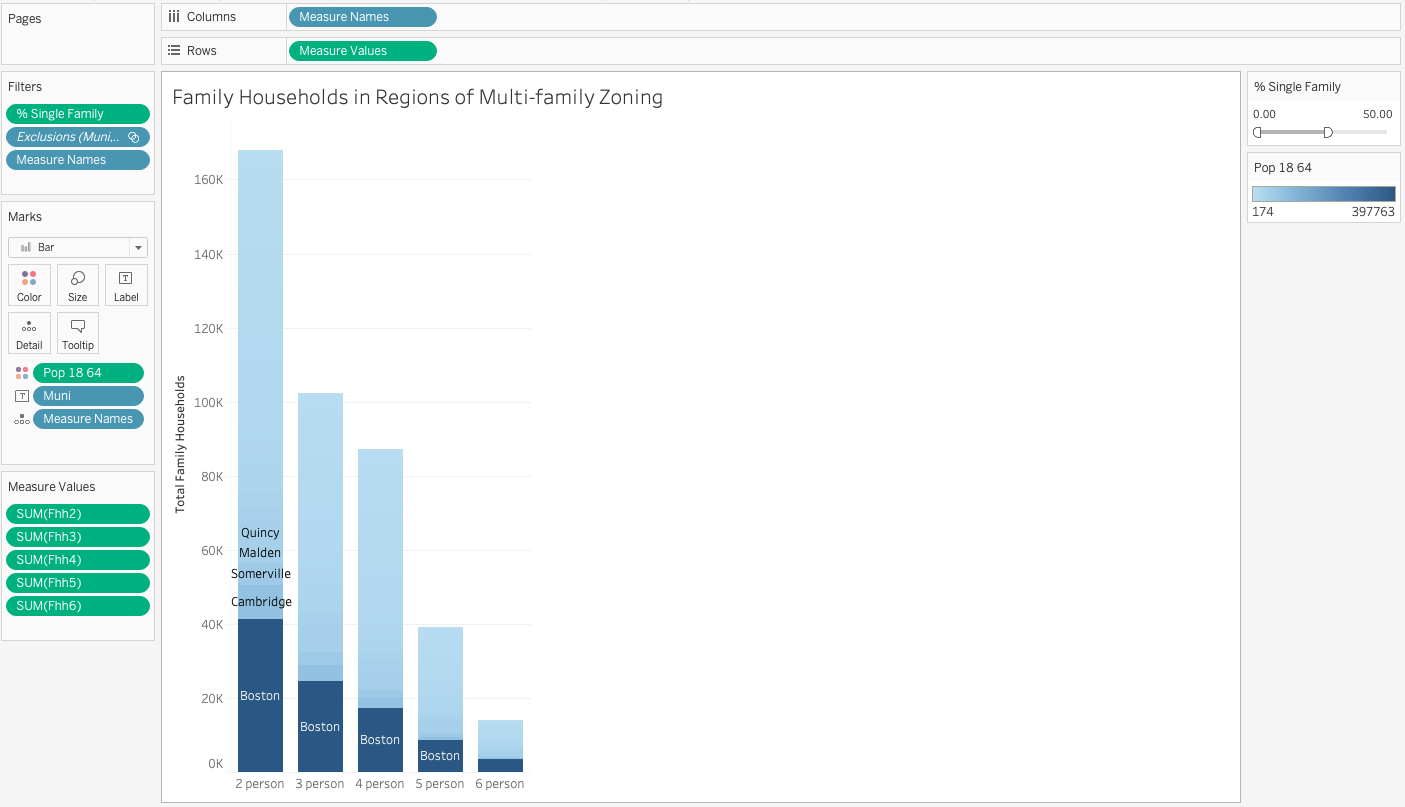 Pages
Columns
Measure Names
Rows
Measure Values
Filters
% Single Family
Exclusions (Muni,..
Measure Names
Marks
Bar
Color
Size
Label
Detail
Tooltip
Pop 18 64
Muni
Measure Names
Measure Values
SUM(Fhh2)
SUM(Fhh3)
SUM(Fhh4)
SUM(Fhh5)
SUM(Fhh6)
Family Households in Regions of Multi-family Zoning
Total Family Households
160K
140K
120K
100K
80K
60K
40K
20K
0K
Quincy
Malden
Somerville
Cambridge
Boston
Boston
Boston
Boston
2 person 3 person 4 person 5 person 6 person
% Single Family
0.00 50.00
Pop 18 64
174 397763